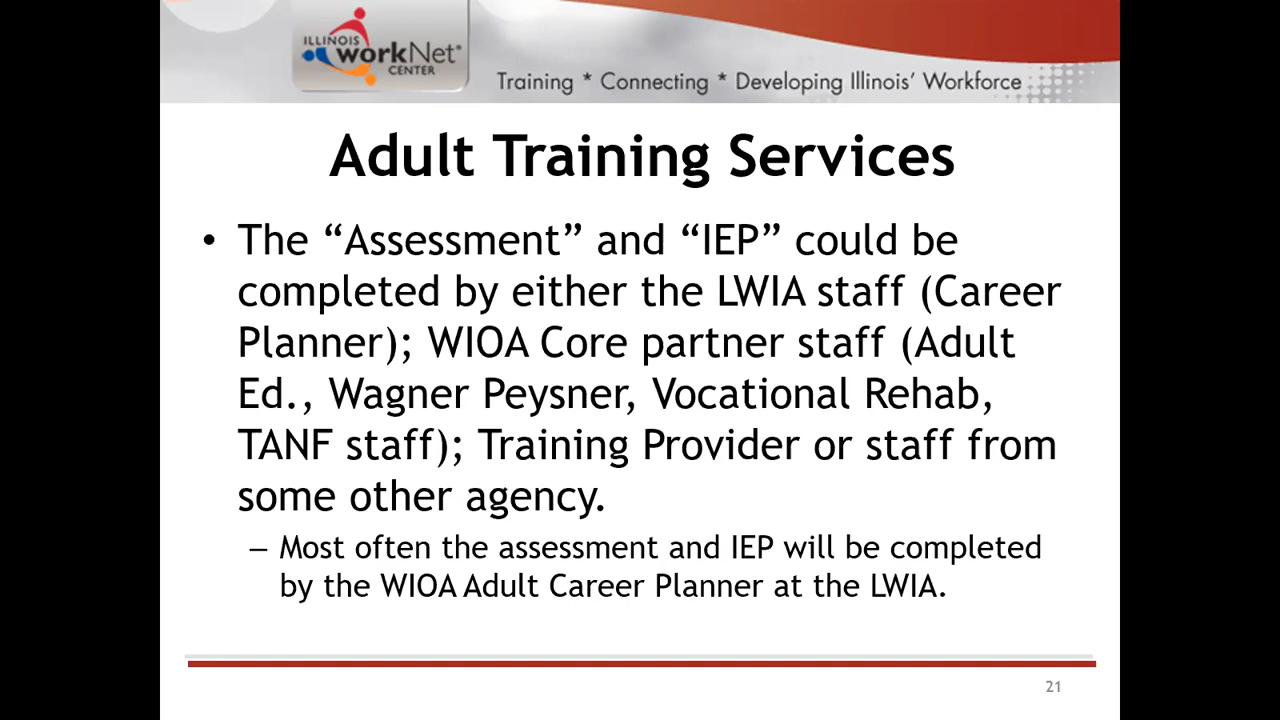 ILLINOIS
workNet®
CENTER
Training * Connecting * Developing Illinois’ Workforce
Adult Training Services
• The “Assessment” and “IEP” could be
completed by either the LWIA staff (Career
Planner); WIOA Core partner staff (Adult
Ed., Wagner Peysner, Vocational Rehab,
TANF staff); Training Provider or staff from
some other agency.
– Most often the assessment and IEP will be completed
by the WIOA Adult Career Planner at the LWIA.
21